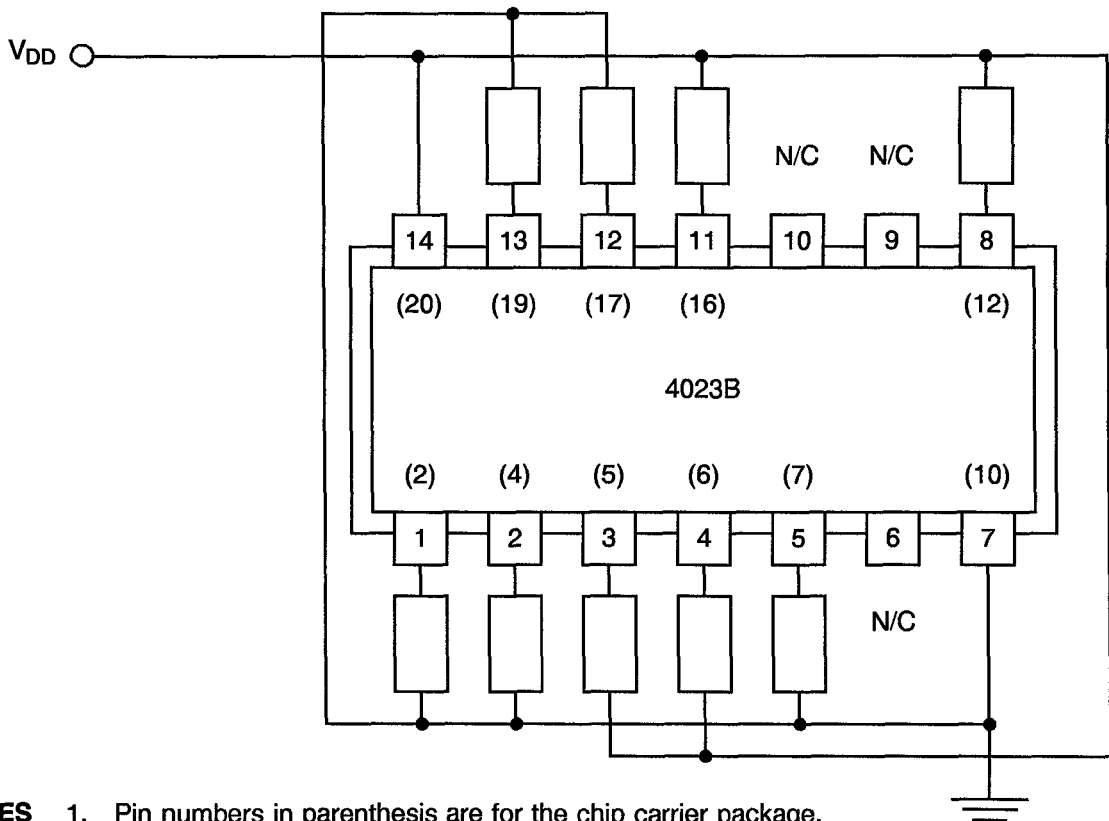 V_DD
N/C N/C
14 13 12 11 10 9 8
(20) (19) (17) (16) (12)
4023B
(2) (4) (5) (6) (7) (10)
1 2 3 4 5 6 7
N/C
ES 1. Pin numbers in parenthesis are for the chip carrier package.